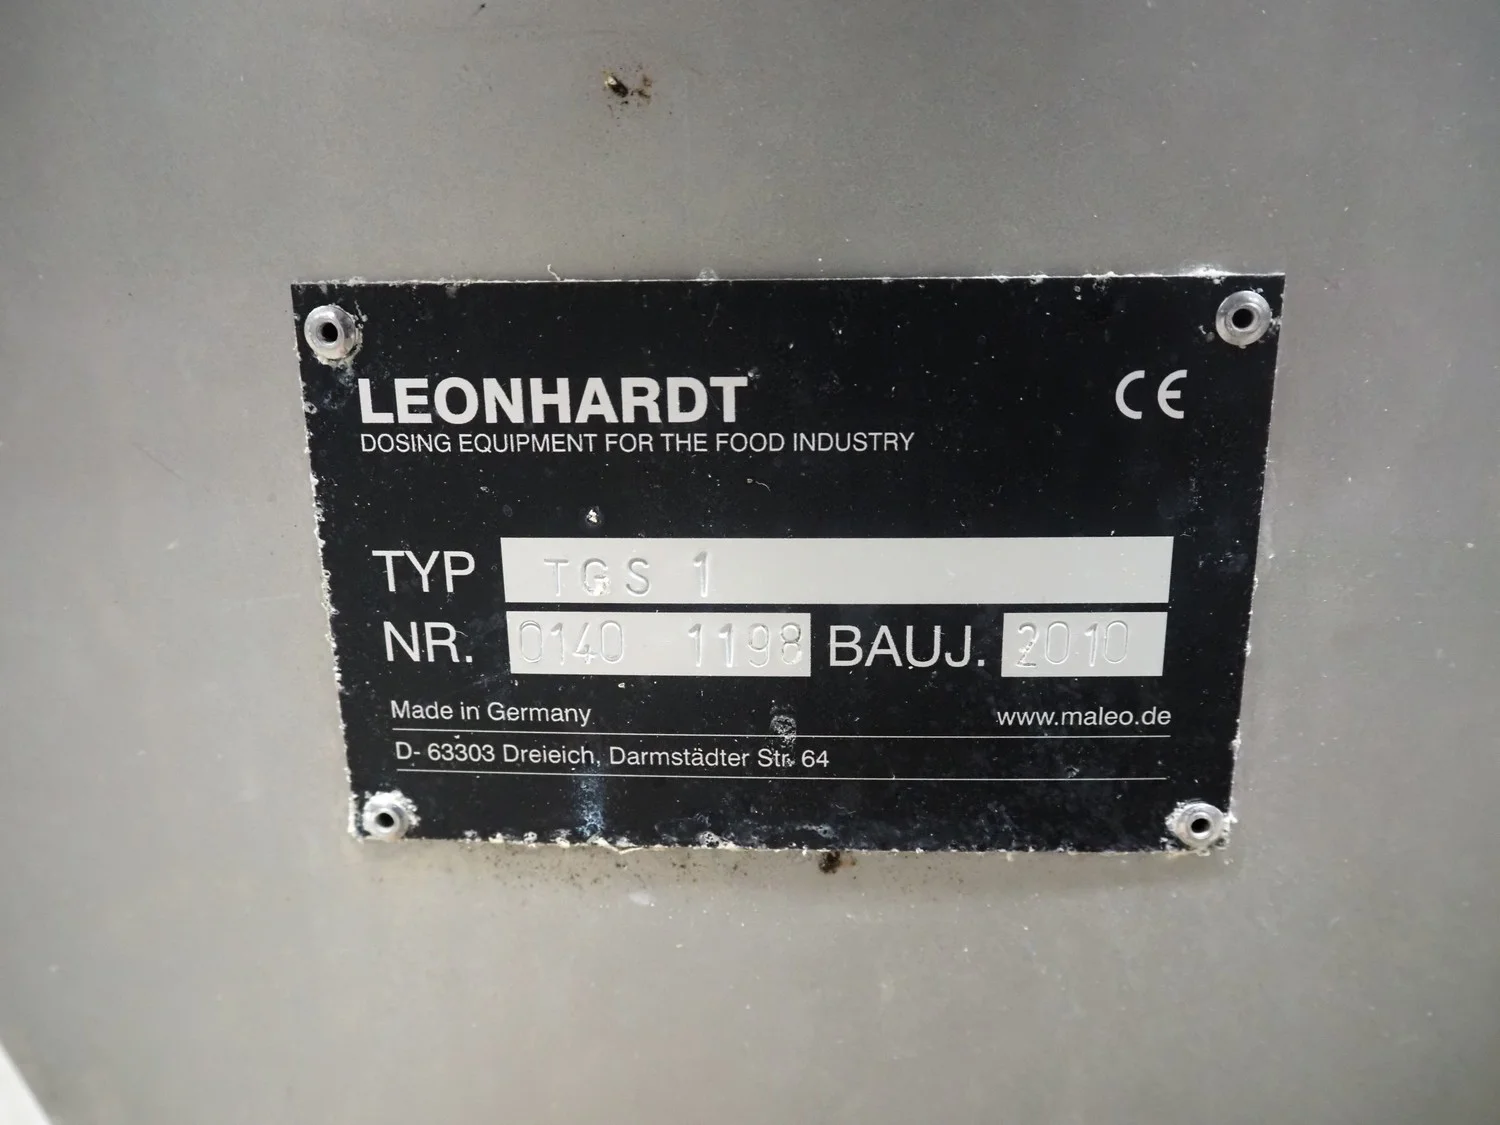 LEONHARDT CE
DOSING EQUIPMENT FOR THE FOOD INDUSTRY
TYP TGS 1
NR. 0140 1198 BAUJ. 2010
Made in Germany www.maleo.de
D- 63303 Dreieich, Darmstädter Str. 64